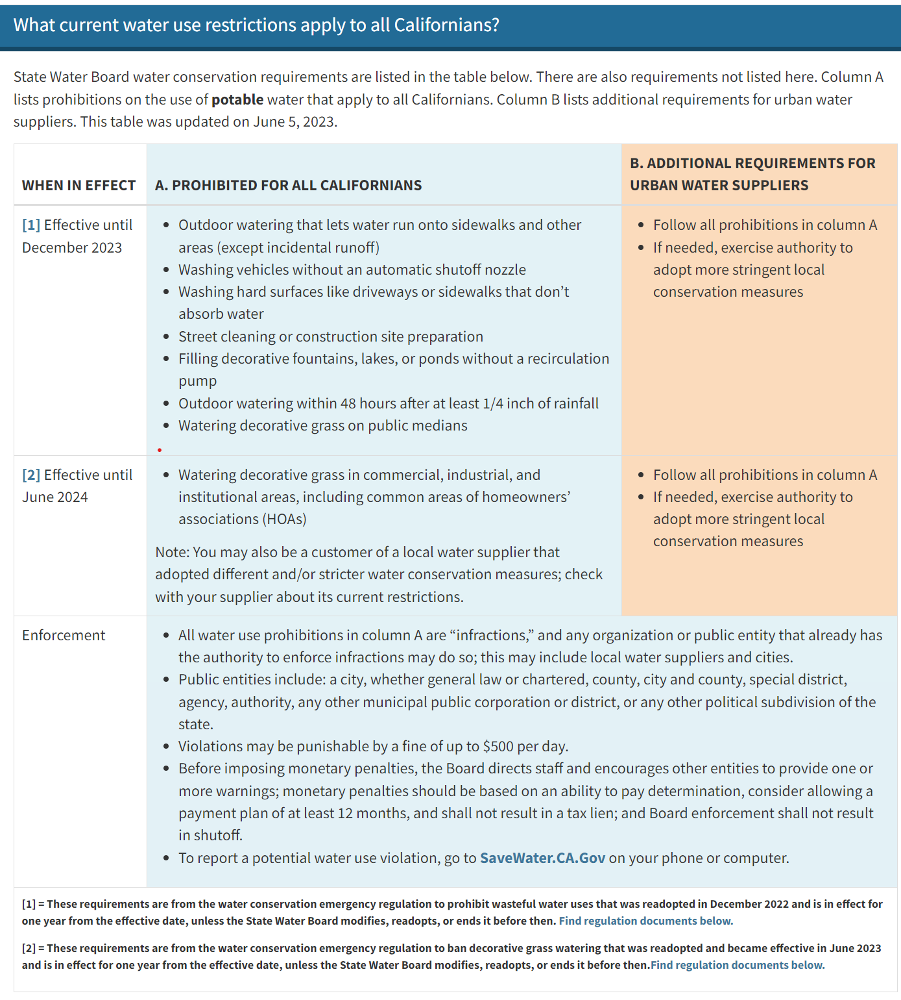 What current water use restrictions apply to all Californians?
State Water Board water conservation requirements are listed in the table below. There are also requirements not listed here. Column A
lists prohibitions on the use of potable water that apply to all Californians. Column B lists additional requirements for urban water
suppliers. This table was updated on June 5, 2023.
WHEN IN EFFECT
A. PROHIBITED FOR ALL CALIFORNIANS
B. ADDITIONAL REQUIREMENTS FOR
URBAN WATER SUPPLIERS
[1] Effective until
December 2023
• Outdoor watering that lets water run onto sidewalks and other
areas (except incidental runoff)
• Washing vehicles without an automatic shutoff nozzle
• Washing hard surfaces like driveways or sidewalks that don’t
absorb water
• Street cleaning or construction site preparation
• Filling decorative fountains, lakes, or ponds without a recirculation
pump
• Outdoor watering within 48 hours after at least 1/4 inch of rainfall
• Watering decorative grass on public medians
• Follow all prohibitions in column A
• If needed, exercise authority to
adopt more stringent local
conservation measures
[2] Effective until
June 2024
• Watering decorative grass in commercial, industrial, and
institutional areas, including common areas of homeowners’
associations (HOAs)
Note: You may also be a customer of a local water supplier that
adopted different and/or stricter water conservation measures; check
with your supplier about its current restrictions.
• Follow all prohibitions in column A
• If needed, exercise authority to
adopt more stringent local
conservation measures
Enforcement
• All water use prohibitions in column A are “infractions,” and any organization or public entity that already has
the authority to enforce infractions may do so; this may include local water suppliers and cities.
• Public entities include: a city, whether general law or chartered, county, city and county, special district,
agency, authority, any other municipal public corporation or district, or any other political subdivision of the
state.
• Violations may be punishable by a fine of up to $500 per day.
• Before imposing monetary penalties, the Board directs staff and encourages other entities to provide one or
more warnings; monetary penalties should be based on an ability to pay determination, consider allowing a
payment plan of at least 12 months, and shall not result in a tax lien; and Board enforcement shall not result
in shutoff.
• To report a potential water use violation, go to SaveWater.CA.Gov on your phone or computer.
[1] = These requirements are from the water conservation emergency regulation to prohibit wasteful water uses that was readopted in December 2022 and is in effect for
one year from the effective date, unless the State Water Board modifies, readopts, or ends it before then. Find regulation documents below.
[2] = These requirements are from the water conservation emergency regulation to ban decorative grass watering that was readopted and became effective in June 2023
and is in effect for one year from the effective date, unless the State Water Board modifies, readopts, or ends it before then.Find regulation documents below.